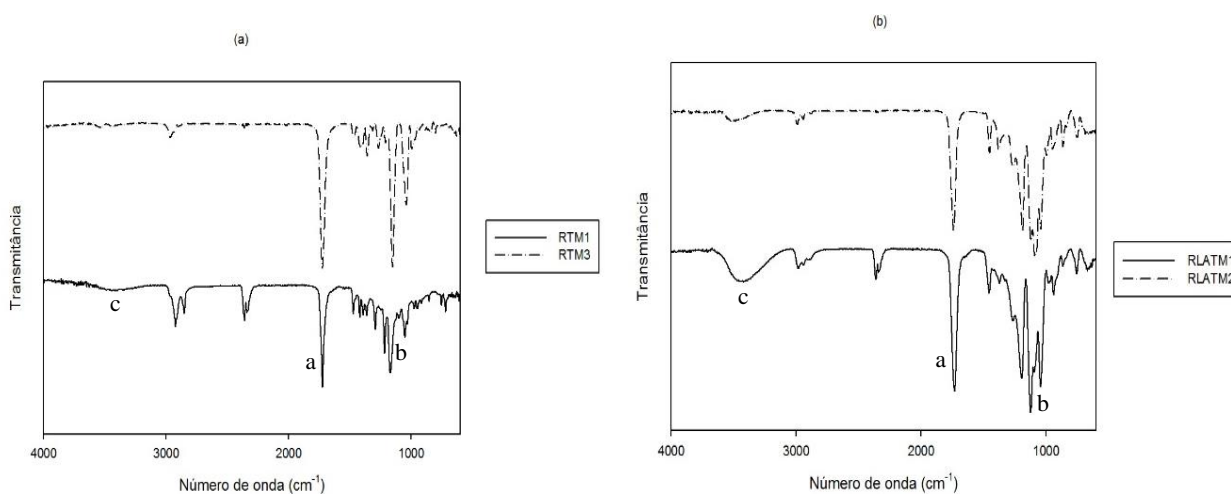 (a)
Transmitância
c
a
b
4000 3000 2000 1000
Número de onda (cm-1)
RTM1
RTM3
(b)
Transmitância
c
a
b
4000 3000 2000 1000
Número de onda (cm-1)
RLATM1
RLATM2